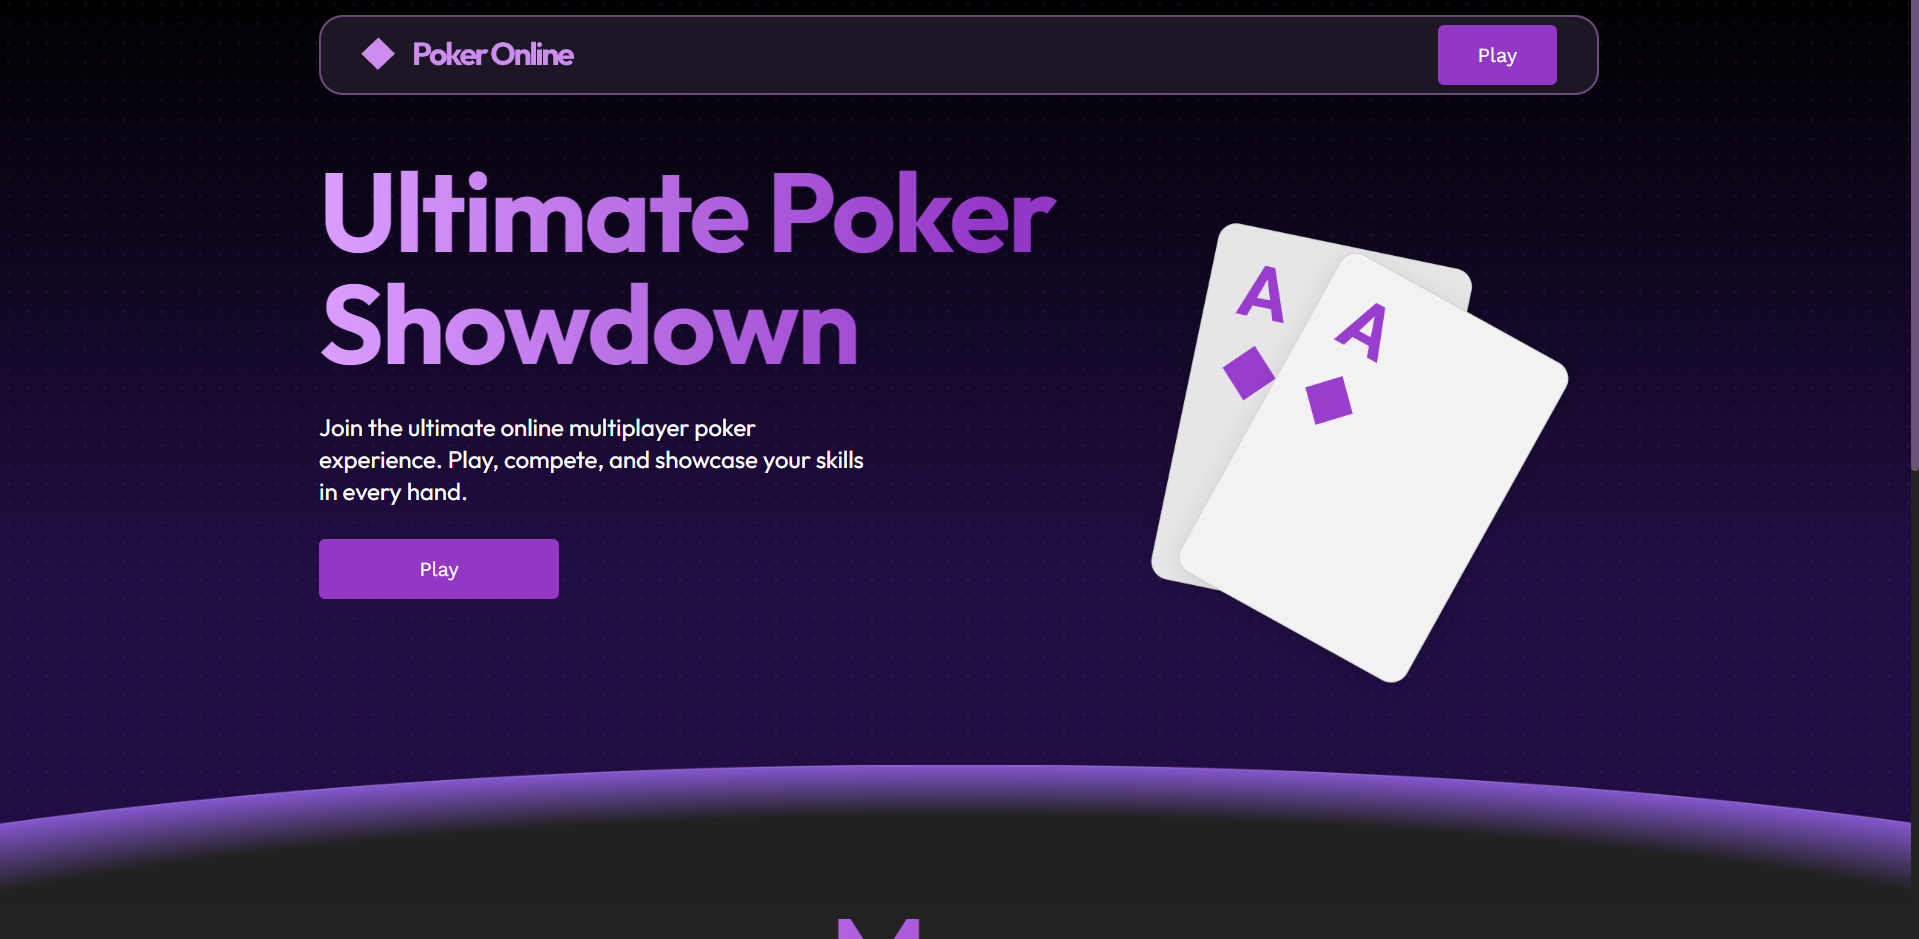 Poker Online
Play
Ultimate Poker
Showdown
A
A
Join the ultimate online multiplayer poker
experience. Play, compete, and showcase your skills
in every hand.
Play